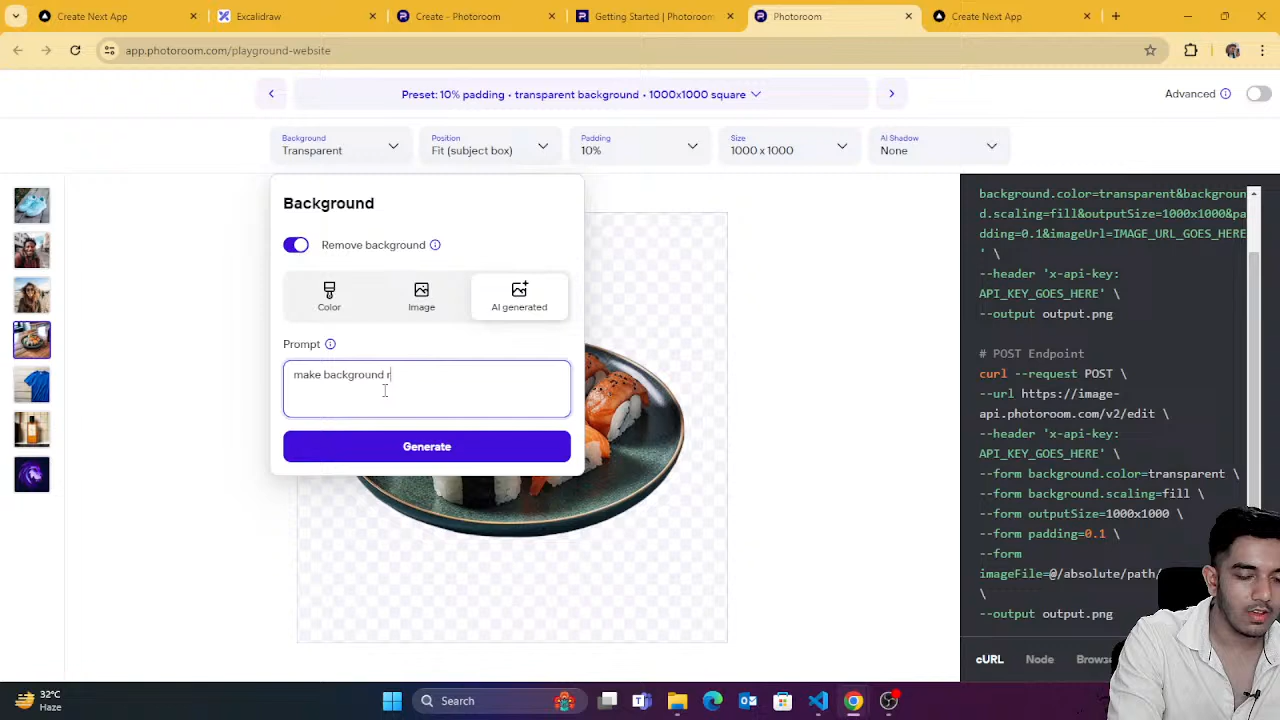 Create Next App
Excalidraw
Create - Photoroom
Getting Started | Photoroom
Photoroom
Create Next App
app.photoroom.com/playground-website
Preset: 10% padding • transparent background • 1000x1000 square
Advanced
Background
Transparent
Position
Fit (subject box)
Padding
10%
Size
1000 x 1000
AI Shadow
None
Background
Remove background
Color
Image
AI generated
Prompt
make background r
Generate
background.color=transparent&backgroun
d.scaling=fill&outputSize=1000x1000&pa
dding=0.1&imageUrl=IMAGE_URL_GOES_HERE
' \
--header 'x-api-key:
API_KEY_GOES_HERE' \
--output output.png
# POST Endpoint
curl --request POST \
--url https://image-
api.photoroom.com/v2/edit \
--header 'x-api-key:
API_KEY_GOES_HERE' \
--form background.color=transparent \
--form background.scaling=fill \
--form outputSize=1000x1000 \
--form padding=0.1 \
--form
imageFile=@/absolute/path/
\
--output output.png
cURL
Node
Brows
32°C
Haze
Search